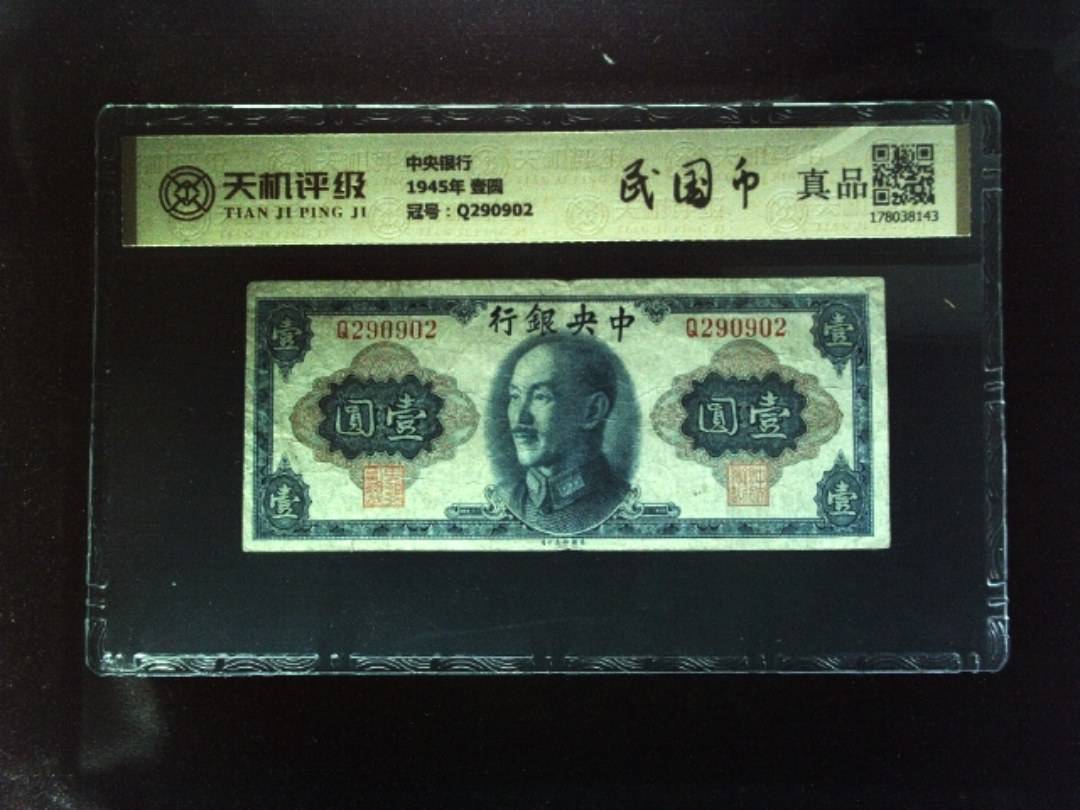 天机评级
TIAN JI PING JI
中央银行
1945年 壹圆
冠号：Q290902
民国币
真品
178038143
行銀央中
Q290902
Q290902
壹
壹
圓壹
圓壹
壹
壹